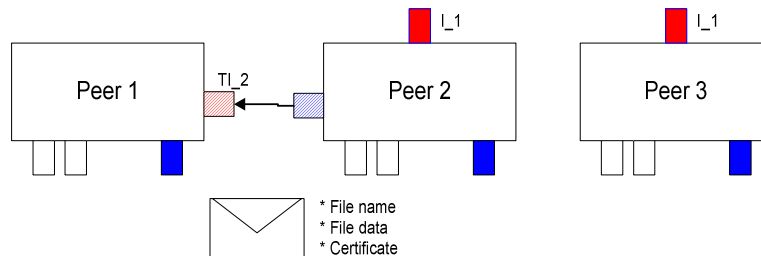 I_1
I_1
Peer 1
TI_2
Peer 2
Peer 3
* File name
* File data
* Certificate